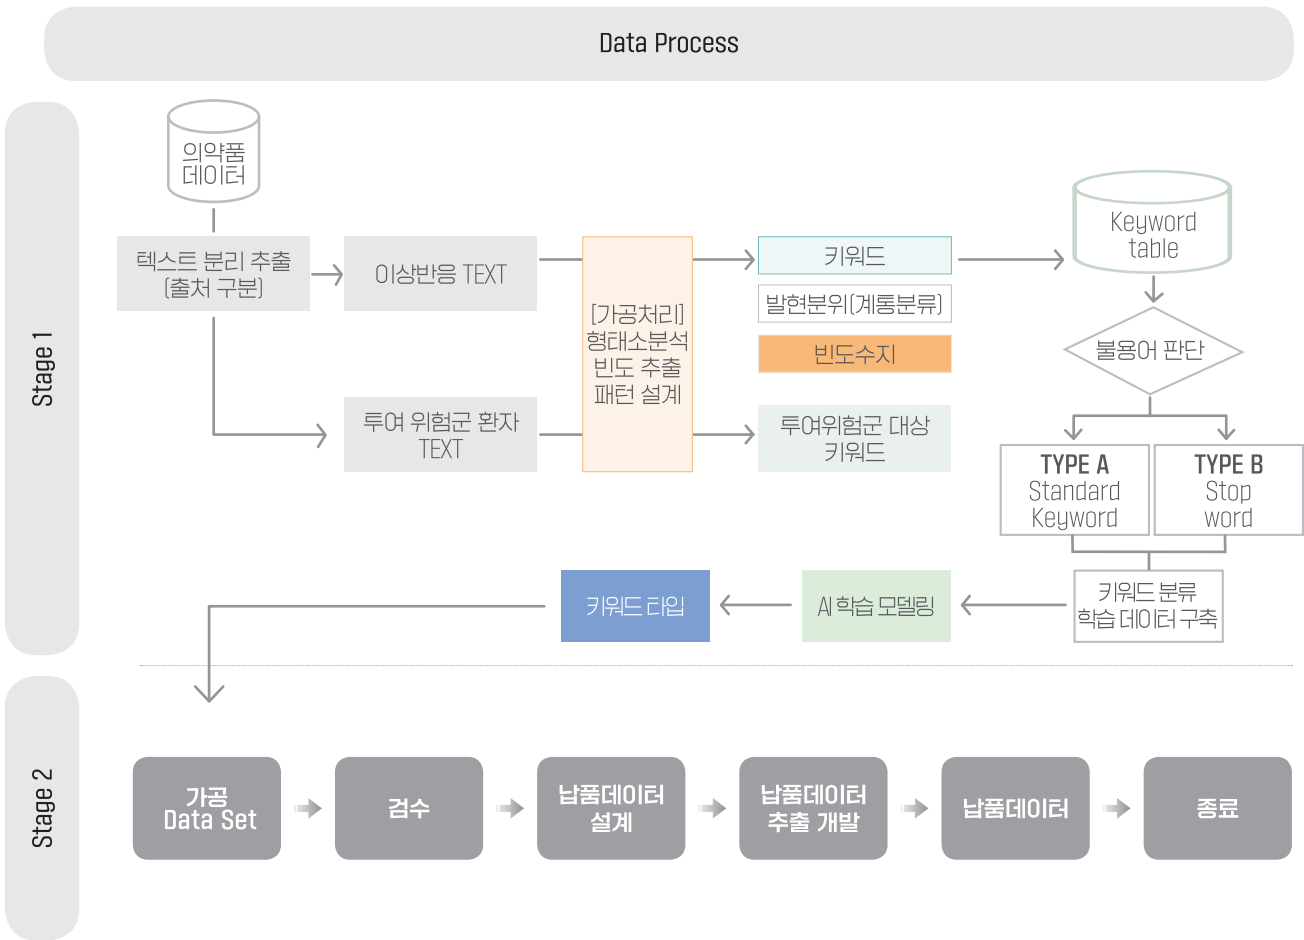 Data Process
Stage 1
의약품
데이터
텍스트 분리 추출
(출처 구분)
이상반응 TEXT
투여 위험군 환자
TEXT
[가공처리]
형태소분석
빈도 추출
패턴 설계
키워드
발현분위(계통분류)
빈도수지
투여위험군 대상
키워드
Keyword
table
불용어 판단
TYPE A
Standard
Keyword
TYPE B
Stop
word
키워드 분류
학습 데이터 구축
AI 학습 모델링
키워드 타입
Stage 2
가공
Data Set
검수
납품데이터
설계
납품데이터
추출 개발
납품데이터
종료